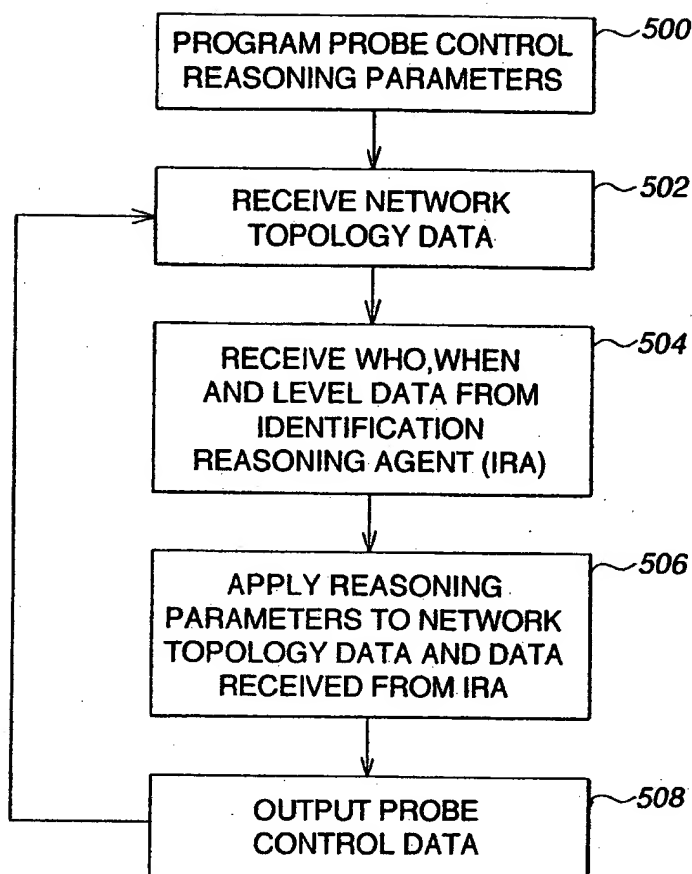 PROGRAM PROBE CONTROL
REASONING PARAMETERS
500
RECEIVE NETWORK
TOPOLOGY DATA
502
RECEIVE WHO,WHEN
AND LEVEL DATA FROM
IDENTIFICATION
REASONING AGENT (IRA)
504
APPLY REASONING
PARAMETERS TO NETWORK
TOPOLOGY DATA AND DATA
RECEIVED FROM IRA
506
OUTPUT PROBE
CONTROL DATA
508